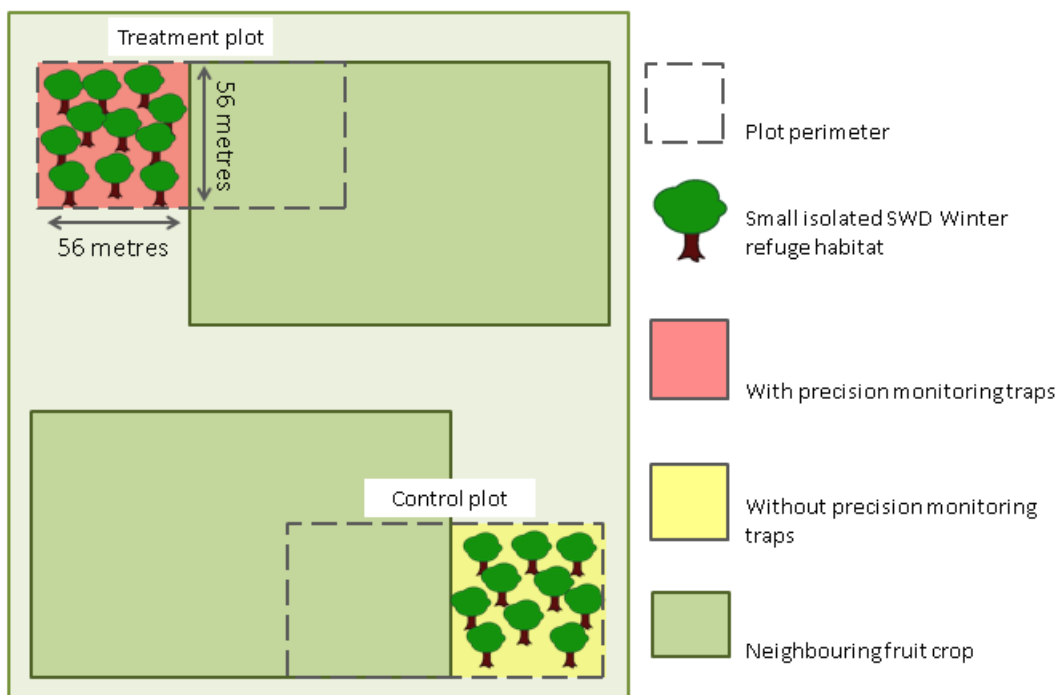 Treatment plot
56 metres
56 metres
Control plot
Plot perimeter
Small isolated SWD Winter
refuge habitat
With precision monitoring traps
Without precision monitoring
traps
Neighbouring fruit crop